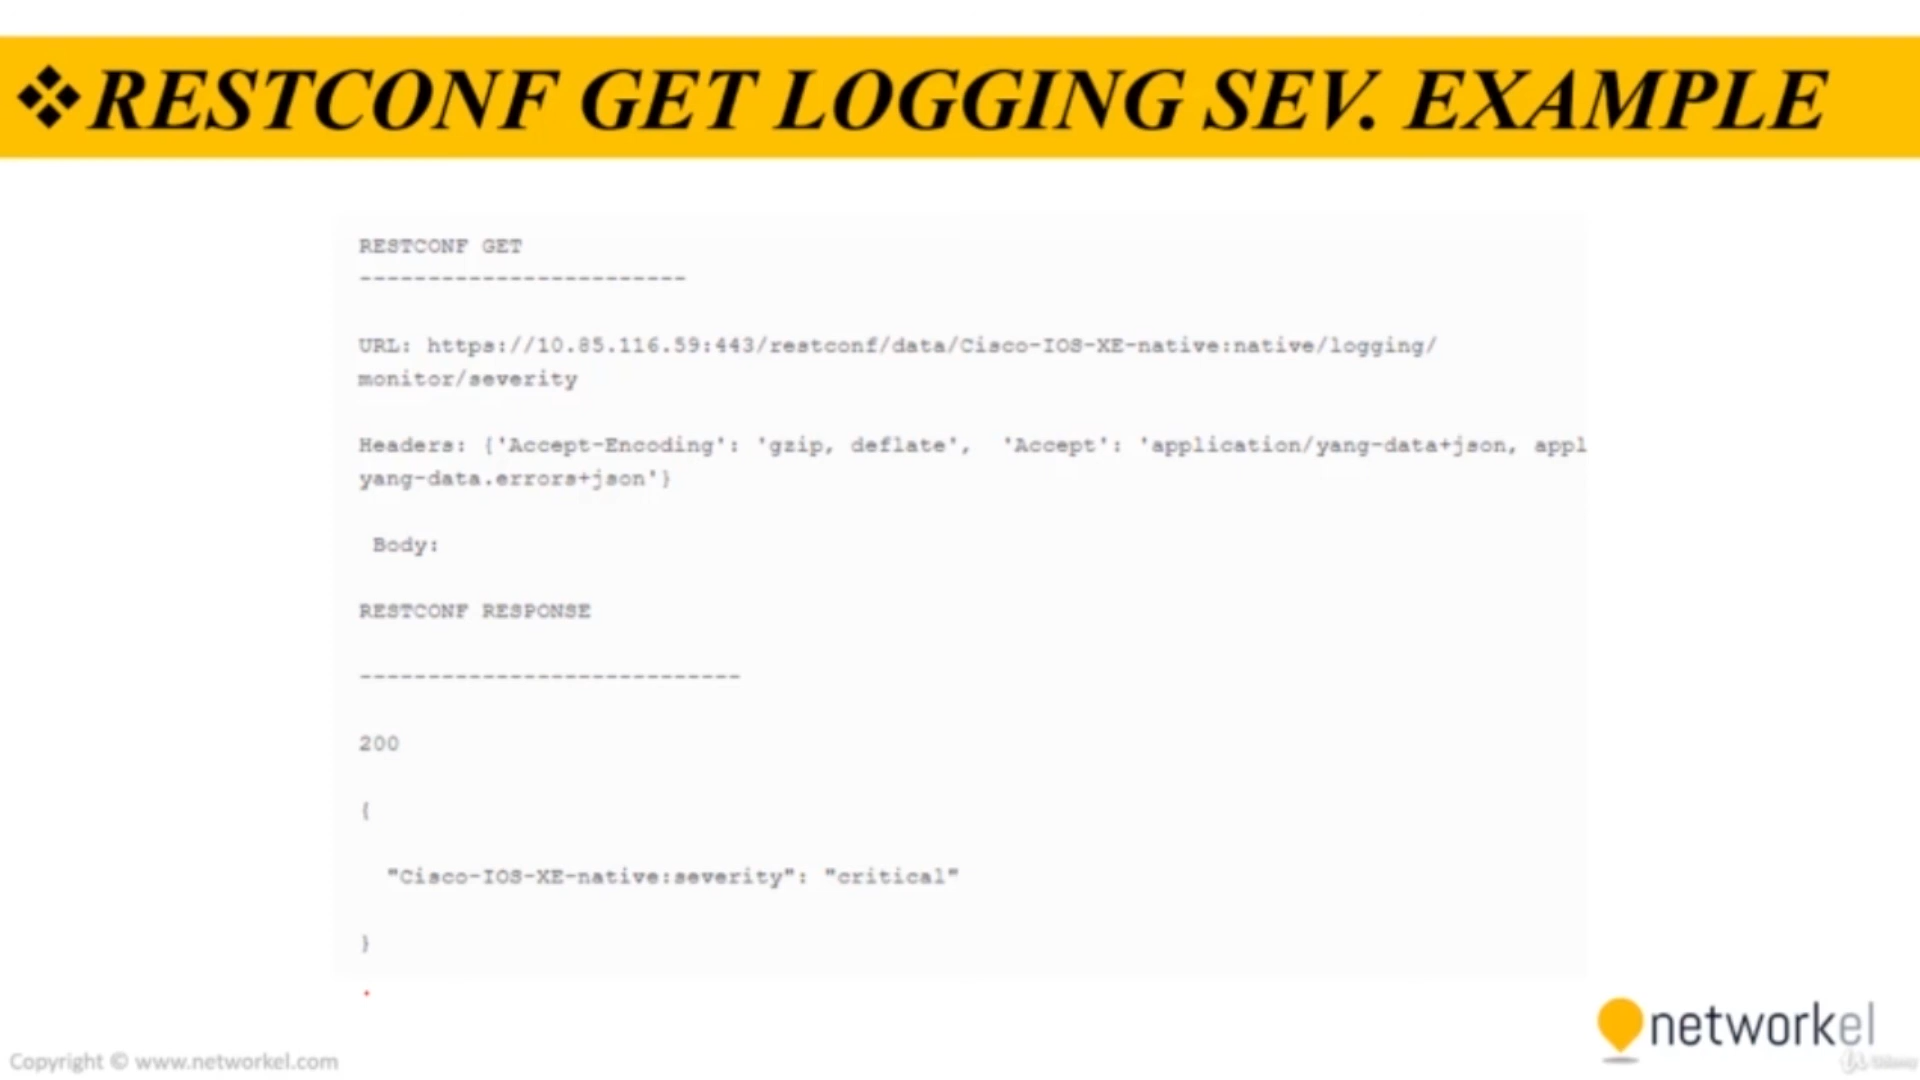 ❖RESTCONF GET LOGGING SEV. EXAMPLE
RESTCONF GET
------------------------
URL: https://10.85.116.59:443/restconf/data/Cisco-IOS-XE-native:native/logging/
monitor/severity
Headers: {'Accept-Encoding': 'gzip, deflate',  'Accept': 'application/yang-data+json, appl
yang-data.errors+json'}
Body:
RESTCONF RESPONSE
----------------------------
200
{
"Cisco-IOS-XE-native:severity": "critical"
}
networkel
Copyright © www.networkel.com
Udemy